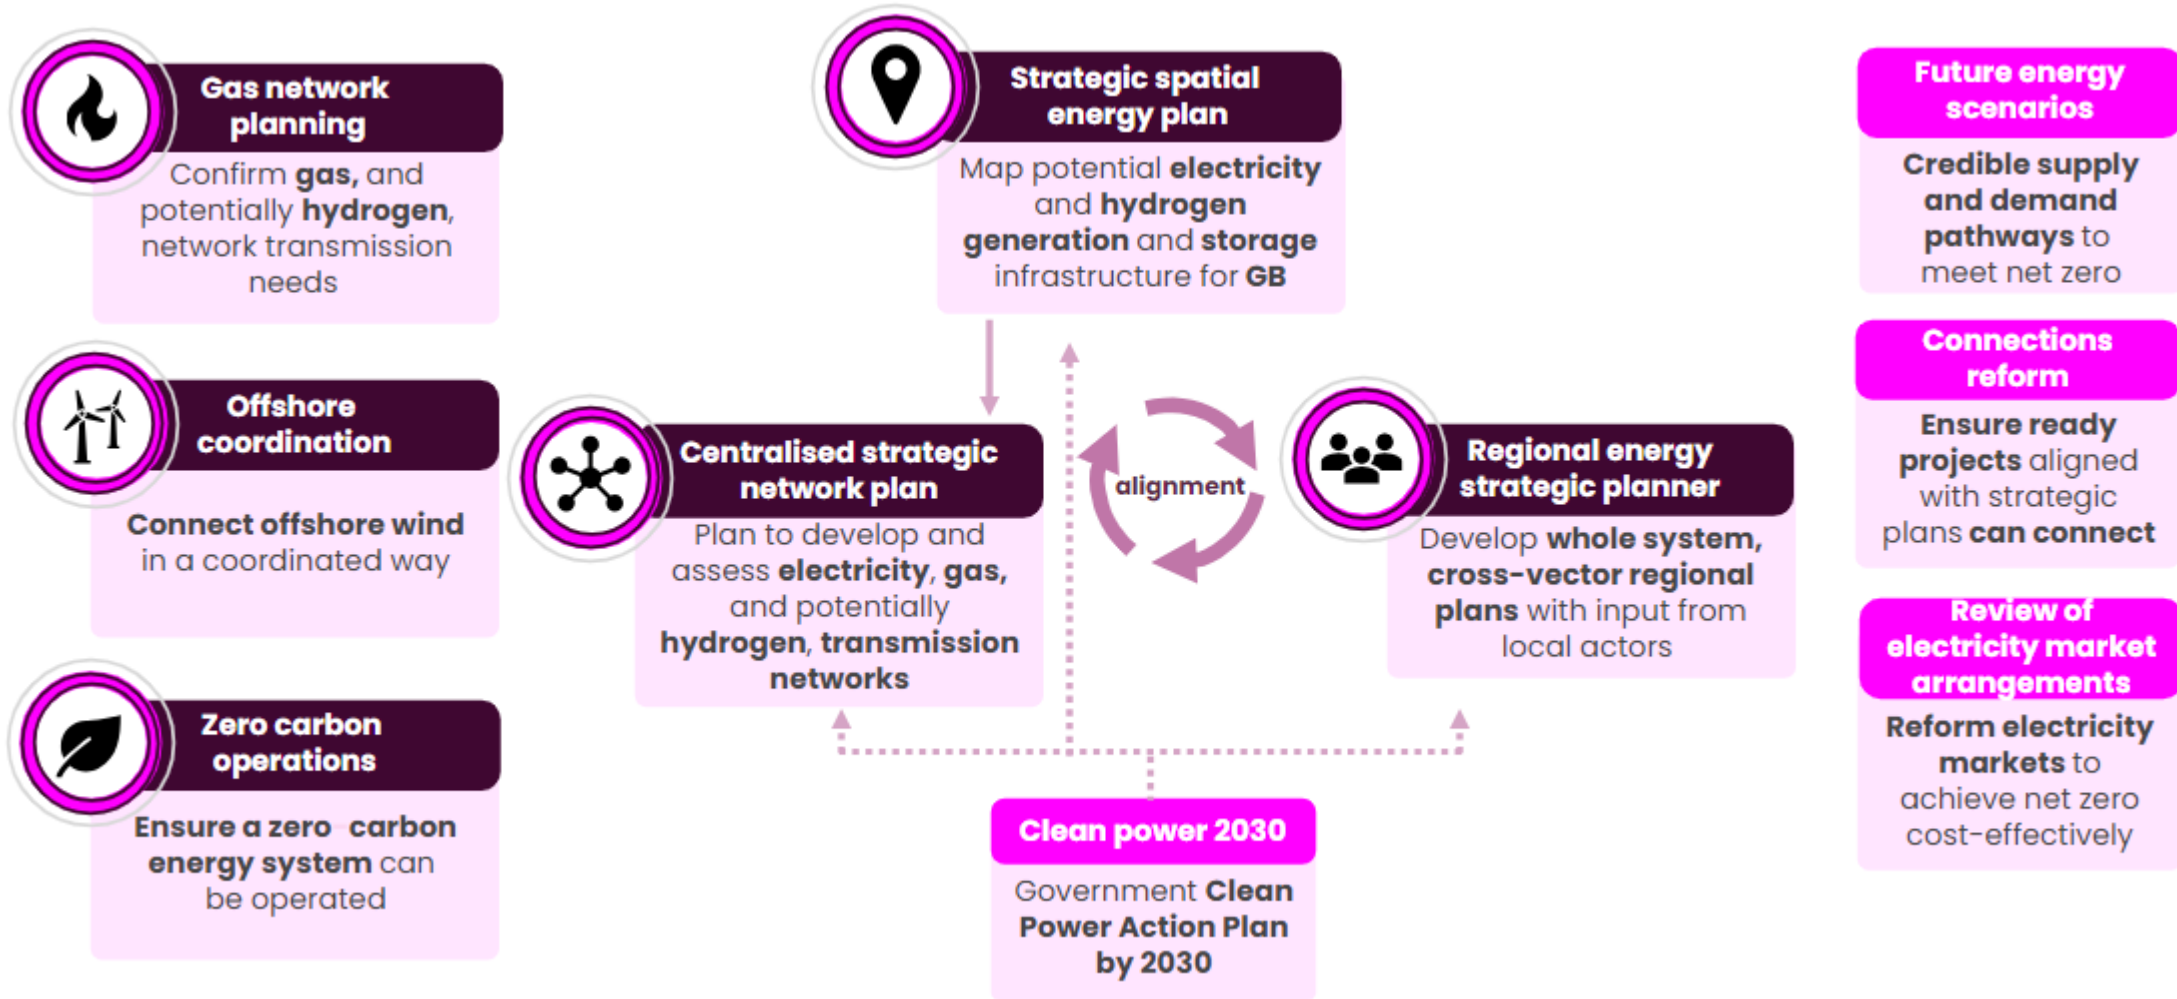 Gas network
planning
Confirm gas, and
potentially hydrogen,
network transmission
needs
Offshore
coordination
Connect offshore wind
in a coordinated way
Zero carbon
operations
Ensure a zero carbon
energy system can
be operated
Strategic spatial
energy plan
Map potential electricity
and hydrogen
generation and storage
infrastructure for GB
Centralised strategic
network plan
Plan to develop and
assess electricity, gas,
and potentially
hydrogen, transmission
networks
alignment
Regional energy
strategic planner
Develop whole system,
cross-vector regional
plans with input from
local actors
Clean power 2030
Government Clean
Power Action Plan
by 2030
Future energy
scenarios
Credible supply
and demand
pathways to
meet net zero
Connections
reform
Ensure ready
projects aligned
with strategic
plans can connect
Review of
electricity market
arrangements
Reform electricity
markets to
achieve net zero
cost-effectively